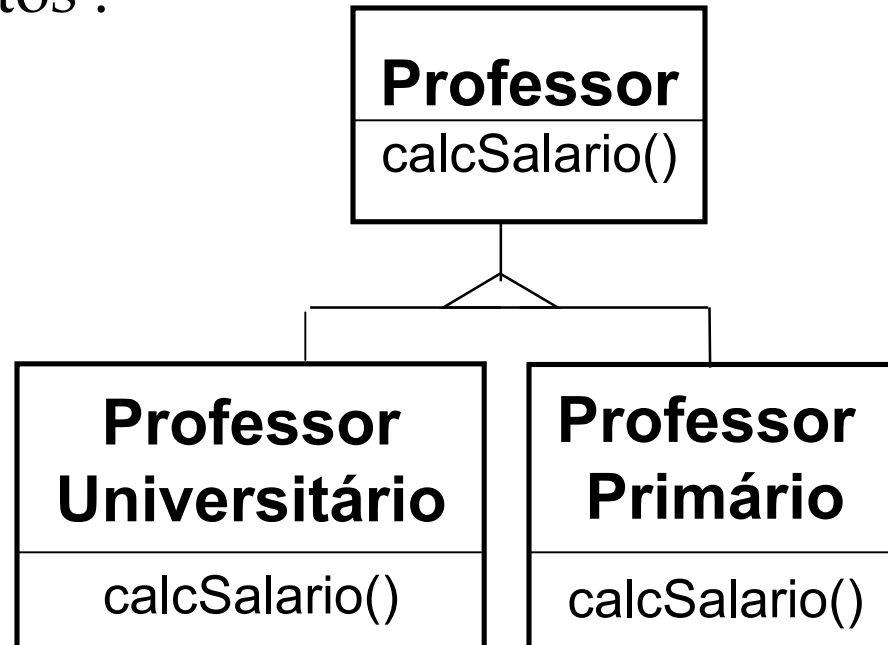 Professor
calcSalario()
Professor
Universitário
calcSalario()
Professor
Primário
calcSalario()